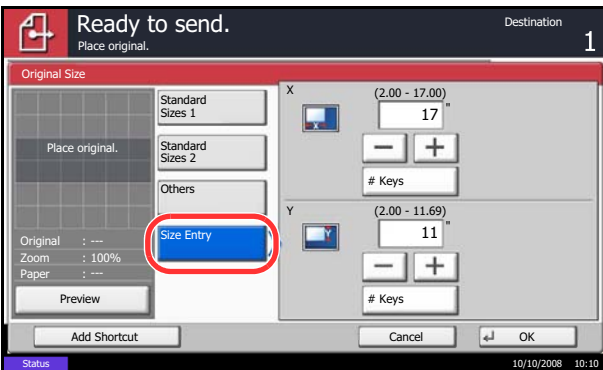 Ready to send.
Place original.
Destination
1
Original Size
Place original.
Original : ---
Zoom : 100%
Paper : ---
Preview
Standard
Sizes 1
Standard
Sizes 2
Others
Size Entry
X
(2.00 - 17.00)
17 "
# Keys
Y
(2.00 - 11.69)
11 "
# Keys
Add Shortcut
Cancel
OK
Status
10/10/2008 10:10